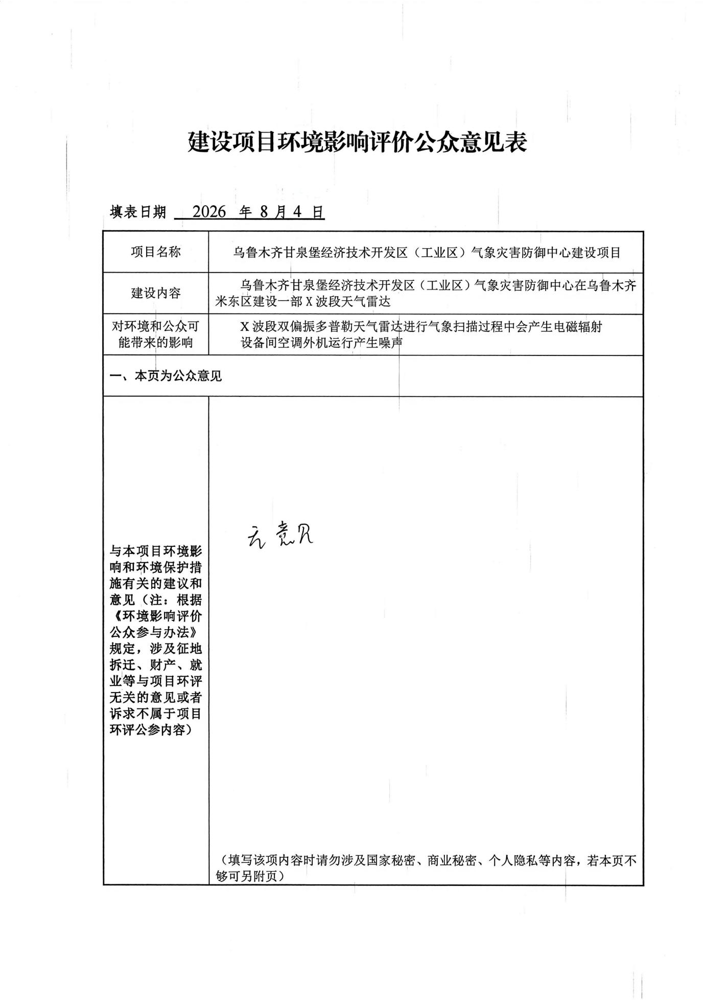 建设项目环境影响评价公众意见表
填表日期 2026 年 8 月 4 日
项目名称
乌鲁木齐甘泉堡经济技术开发区（工业区）气象灾害防御中心建设项目
建设内容
乌鲁木齐甘泉堡经济技术开发区（工业区）气象灾害防御中心在乌鲁木齐
米东区建设一部 X 波段天气雷达
对环境和公众可
能带来的影响
X 波段双偏振多普勒天气雷达进行气象扫描过程中会产生电磁辐射
设备间空调外机运行产生噪声
一、本页为公众意见
与本项目环境影
响和环境保护措
施有关的建议和
意见（注：根据
《环境影响评价
公众参与办法》
规定，涉及征地
拆迁、财产、就
业等与项目环评
无关的意见或者
诉求不属于项目
环评公参内容）
无意见
（填写该项内容时请勿涉及国家秘密、商业秘密、个人隐私等内容，若本页不
够可另附页）